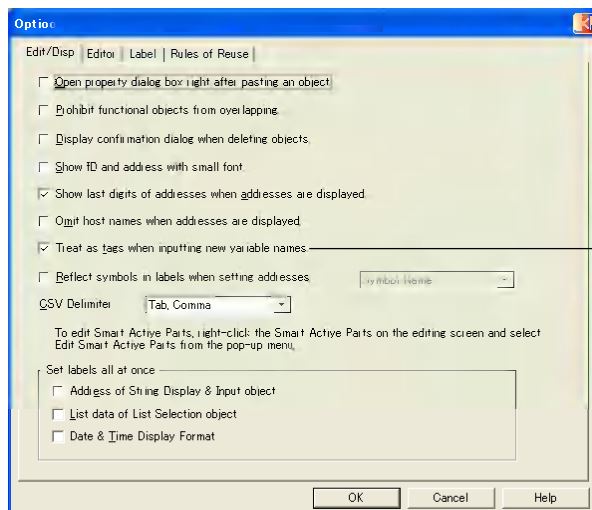 Option
Edit/Disp Editor Label Rules of Reuse
Open property dialog box right after pasting an object.
Prohibit functional objects from overlapping.
Display confirmation dialog when deleting objects.
Show ID and address with small font.
Show last digits of addresses when addresses are displayed.
Omit host names when addresses are displayed.
Treat as tags when inputting new variable names.
Reflect symbols in labels when setting addresses. Symbol Name
CSV Delimiter Tab, Comma
To edit Smart Active Parts, right-click the Smart Active Parts on the editing screen and select
Edit Smart Active Parts from the pop-up menu.
Set labels all at once
Address of String Display & Input object
List data of List Selection object
Date & Time Display Format
OK Cancel Help